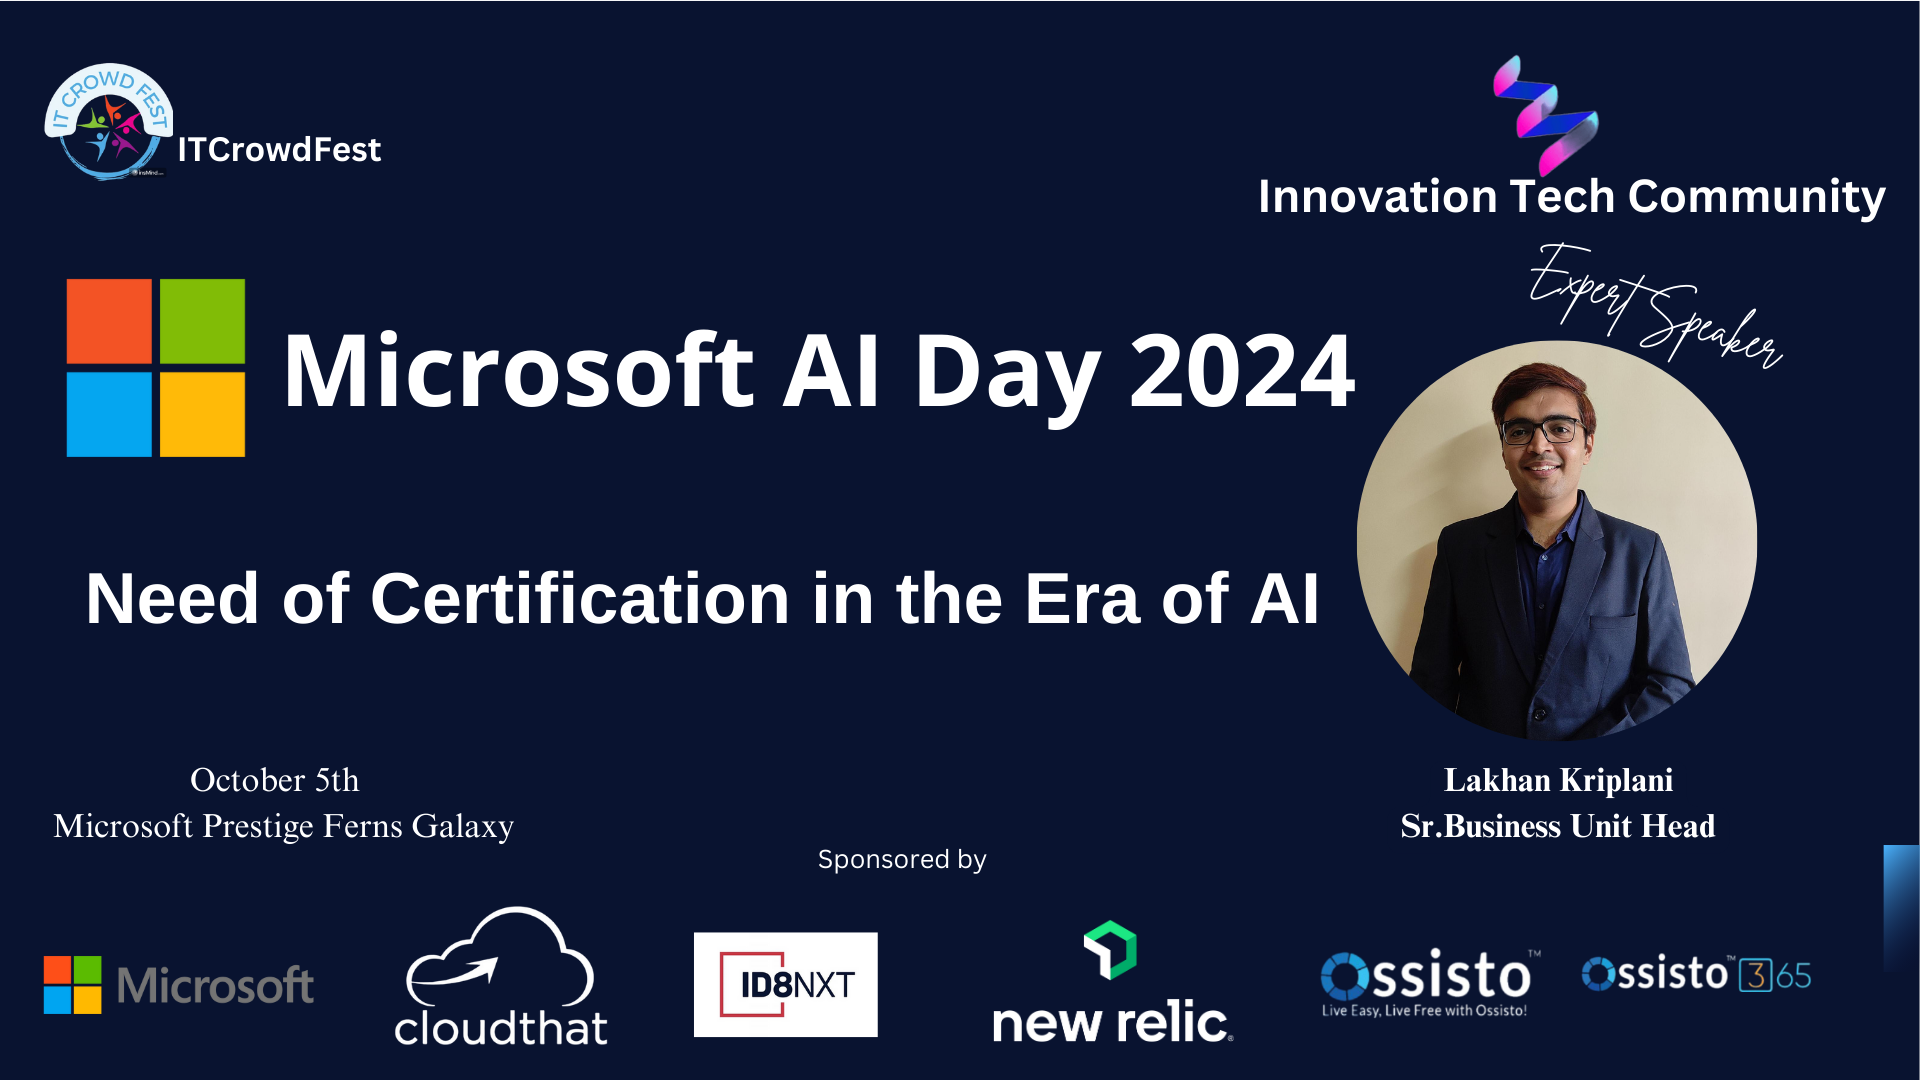 IT CROWD FEST
ITCrowdFest
Innovation Tech Community
Expert Speaker
Microsoft AI Day 2024
Need of Certification in the Era of AI
October 5th
Microsoft Prestige Ferns Galaxy
Lakhan Kriplani
Sr.Business Unit Head
Sponsored by
Microsoft
cloudthat
ID8NXT
new relic®
Ossisto™
Live Easy, Live Free with Ossisto!
Ossisto™ 365